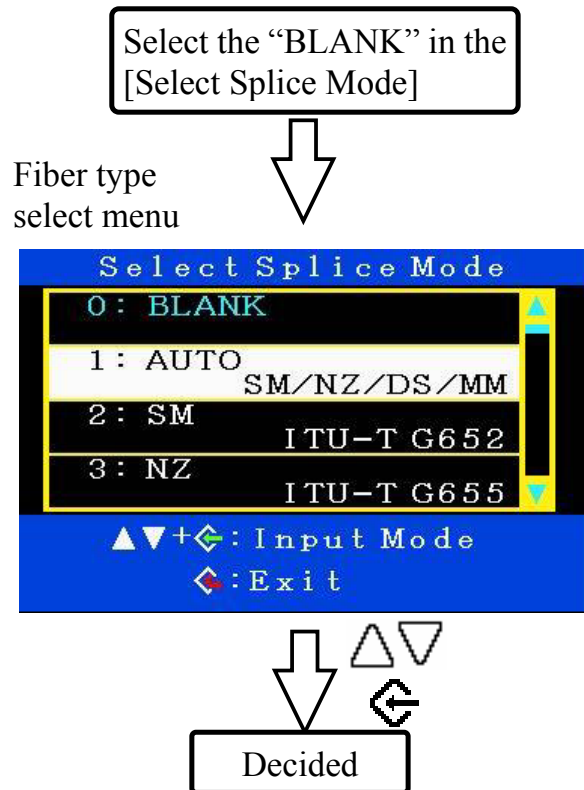 Select the “BLANK” in the
[Select Splice Mode]
Fiber type
select menu
Select Splice Mode
0: BLANK
1: AUTO
SM/NZ/DS/MM
2: SM
ITU-T G652
3: NZ
ITU-T G655
▲▼+: Input Mode
: Exit
Decided